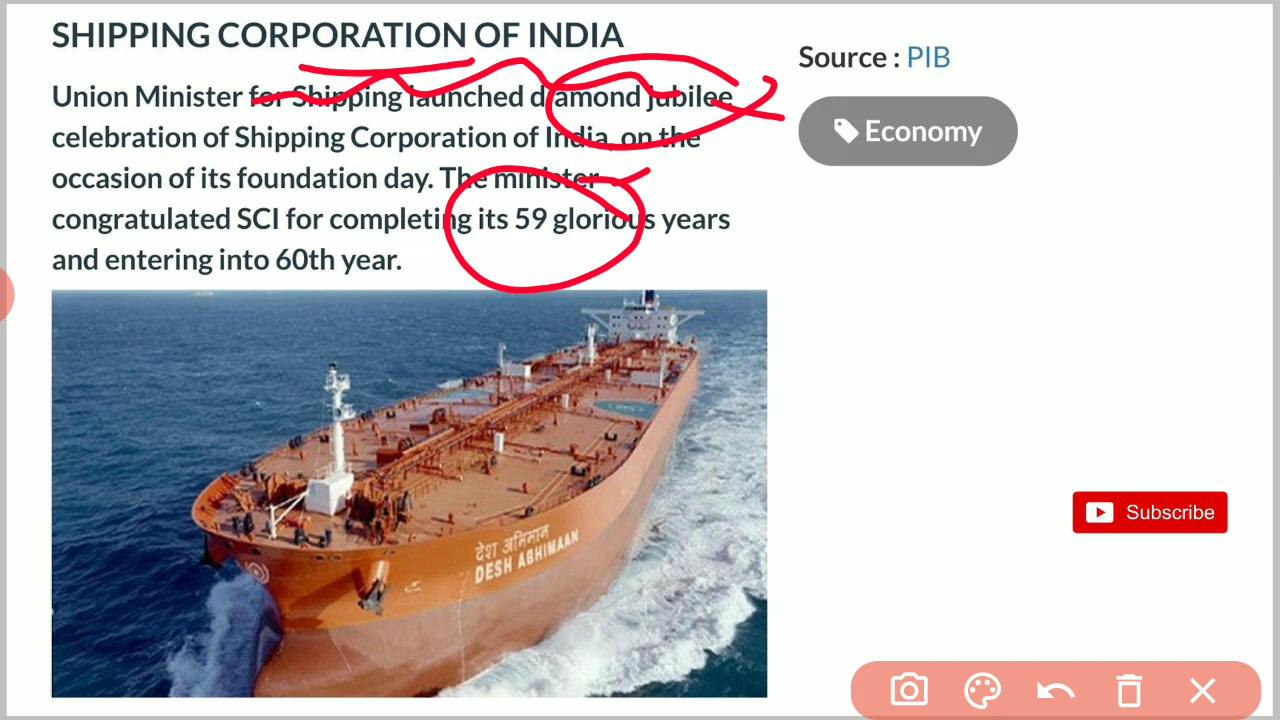 SHIPPING CORPORATION OF INDIA
Union Minister for Shipping launched diamond jubilee
celebration of Shipping Corporation of India, on the
occasion of its foundation day. The minister
congratulated SCI for completing its 59 glorious years
and entering into 60th year.
Source : PIB
Economy
देश अभिमान
DESH ABHIMAAN
Subscribe